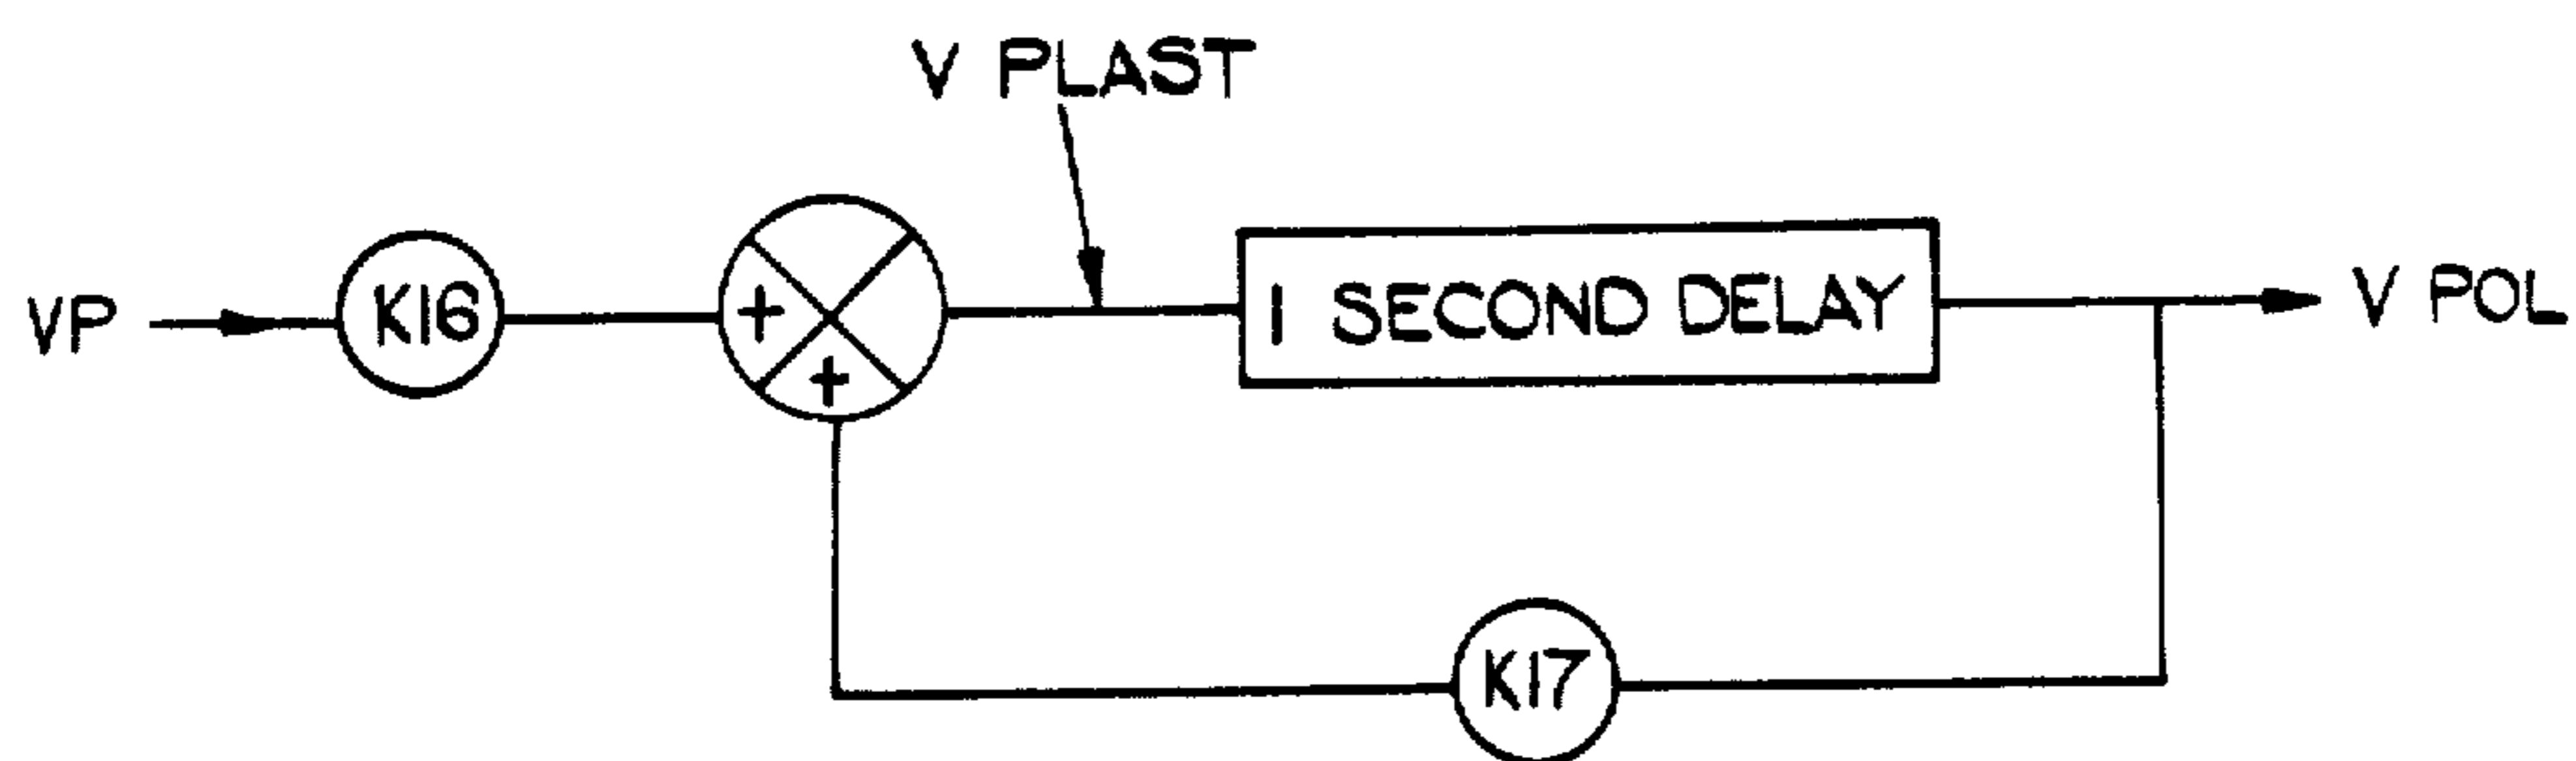 V PLAST
VP
K16
+
+
1 SECOND DELAY
V POL
K17